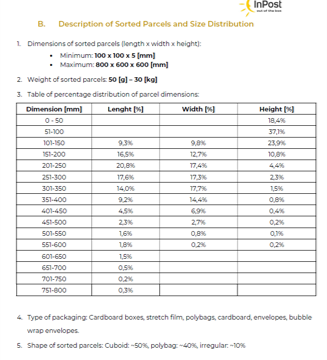 InPost
out of the box
B. Description of Sorted Parcels and Size Distribution
1. Dimensions of sorted parcels (length x width x height):
• Minimum: 100 x 100 x 5 [mm]
• Maximum: 800 x 600 x 600 [mm]
2. Weight of sorted parcels: 50 [g] – 30 [kg]
3. Table of percentage distribution of parcel dimensions:
Dimension [mm] Lenght [%] Width [%] Height [%]
0 - 50 18,4%
51-100 37,1%
101-150 9,3% 9,8% 23,9%
151-200 16,5% 12,7% 10,8%
201-250 20,8% 17,4% 4,4%
251-300 17,6% 17,3% 2,3%
301-350 14,0% 17,7% 1,5%
351-400 9,2% 14,4% 0,8%
401-450 4,5% 6,9% 0,4%
451-500 2,3% 2,7% 0,2%
501-550 1,6% 0,8% 0,1%
551-600 1,8% 0,2% 0,2%
601-650 1,5%
651-700 0,5%
701-750 0,2%
751-800 0,3%
4. Type of packaging: Cardboard boxes, stretch film, polybags, cardboard, envelopes, bubble
wrap envelopes.
5. Shape of sorted parcels: Cuboid: ~50%, polybag: ~40%, irregular: ~10%